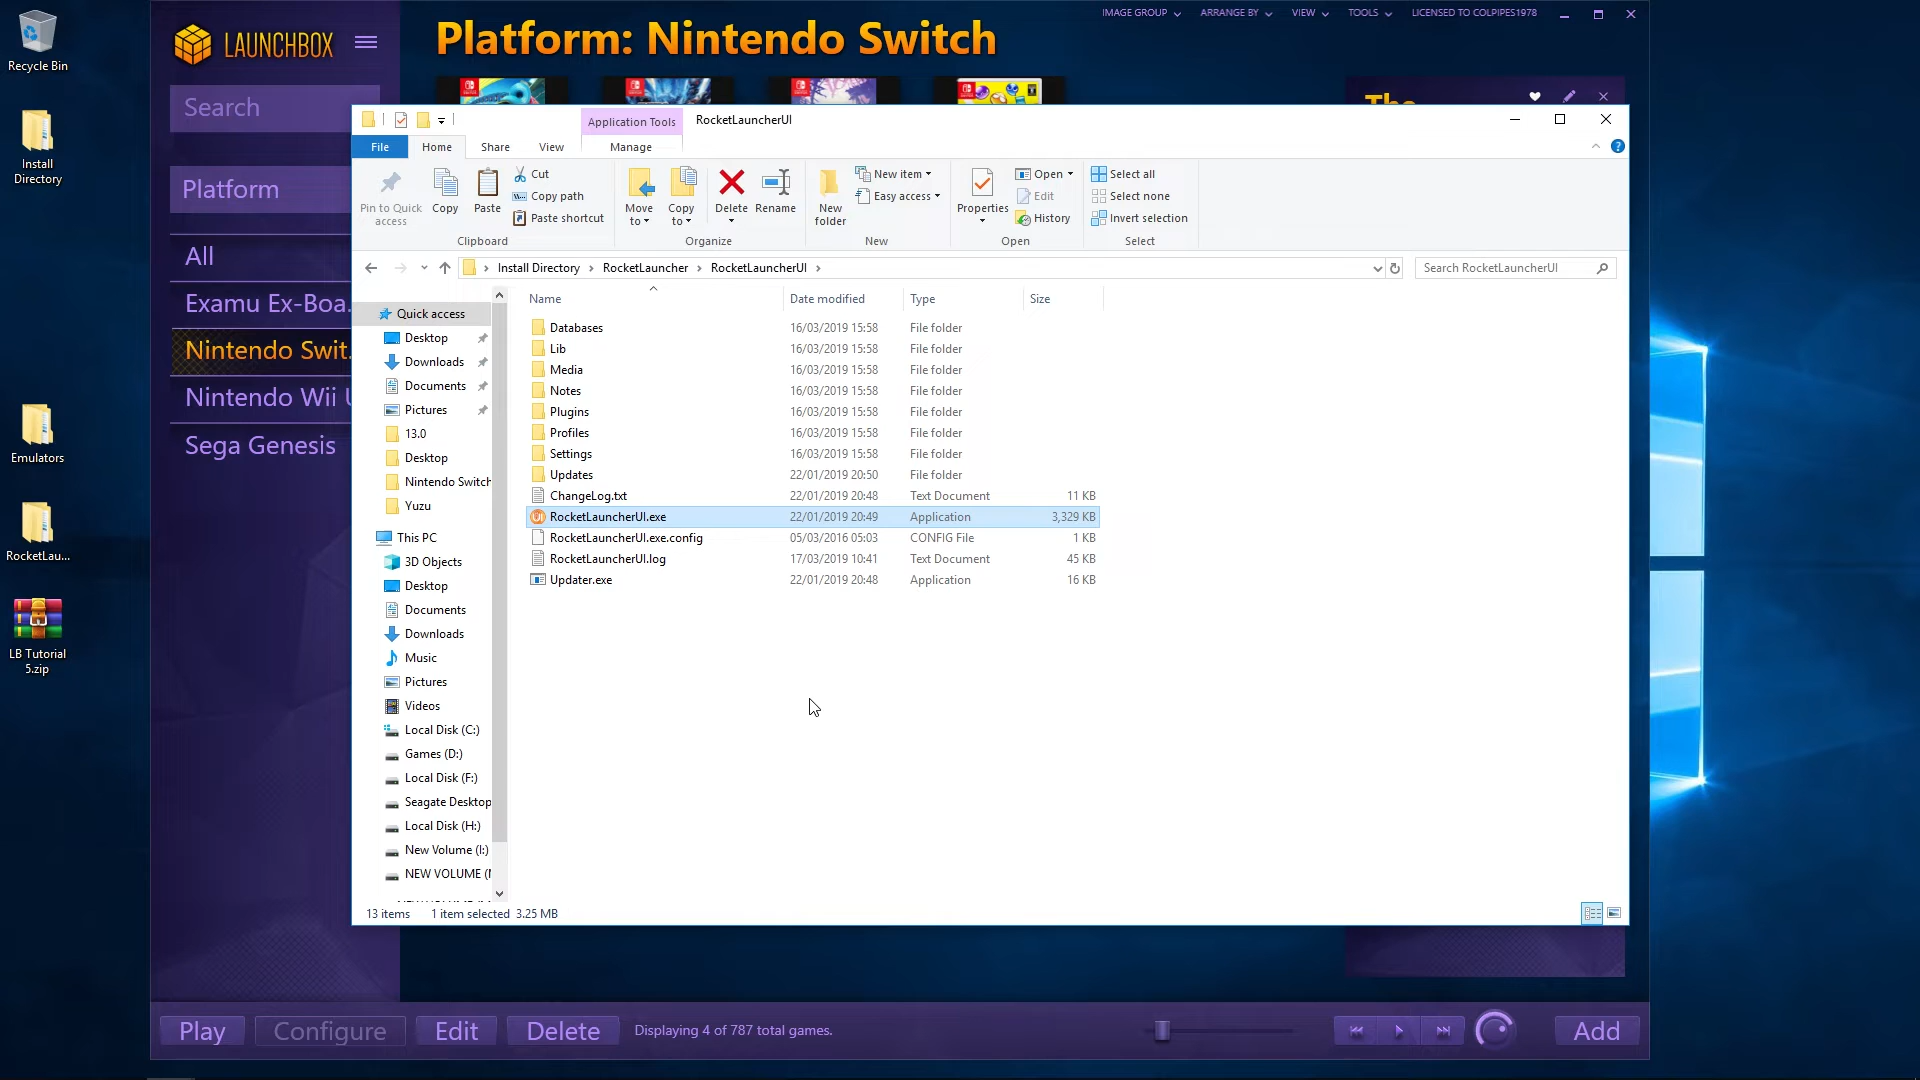 Recycle Bin
Install
Directory
Emulators
RocketLau...
LB Tutorial
5.zip
LAUNCHBOX
Search
Platform
All
Examu Ex-Boa.
Nintendo Swit.
Nintendo Wii
Sega Genesis
Platform: Nintendo Switch
IMAGE GROUP
ARRANGE BY
VIEW
TOOLS
LICENSED TO COLPIPES1978
The
Application Tools
RocketLauncherUI
File
Home
Share
View
Manage
Pin to Quick
access
Copy
Paste
Cut
Copy path
Paste shortcut
Clipboard
Move
to
Copy
to
Delete
Rename
Organize
New
folder
New item
Easy access
New
Properties
Open
Edit
History
Open
Select all
Select none
Invert selection
Select
Install Directory
RocketLauncher
RocketLauncherUI
Search RocketLauncherUI
Quick access
Desktop
Downloads
Documents
Pictures
13.0
Desktop
Nintendo Switch
Yuzu
This PC
3D Objects
Desktop
Documents
Downloads
Music
Pictures
Videos
Local Disk (C:)
Games (D:)
Local Disk (F:)
Seagate Desktop
Local Disk (H:)
New Volume (I:)
NEW VOLUME (
Name Date modified Type Size
Databases 16/03/2019 15:58 File folder
Lib 16/03/2019 15:58 File folder
Media 16/03/2019 15:58 File folder
Notes 16/03/2019 15:58 File folder
Plugins 16/03/2019 15:58 File folder
Profiles 16/03/2019 15:58 File folder
Settings 16/03/2019 15:58 File folder
Updates 22/01/2019 20:50 File folder
ChangeLog.txt 22/01/2019 20:48 Text Document 11 KB
RocketLauncherUI.exe 22/01/2019 20:49 Application 3,329 KB
RocketLauncherUI.exe.config 05/03/2016 05:03 CONFIG File 1 KB
RocketLauncherUI.log 17/03/2019 10:41 Text Document 45 KB
Updater.exe 22/01/2019 20:48 Application 16 KB
13 items 1 item selected 3.25 MB
Play
Configure
Edit
Delete
Displaying 4 of 787 total games.
Add